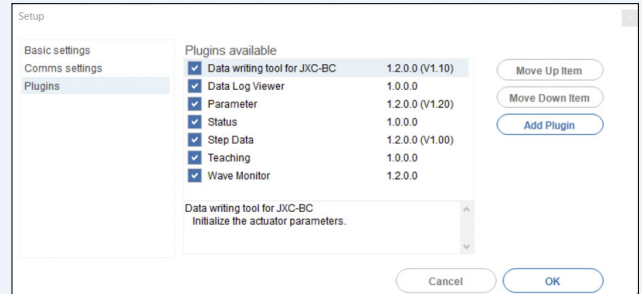 Setup
Basic settings
Comms settings
Plugins
Plugins available
Data writing tool for JXC-BC 1.2.0.0 (V1.10)
Data Log Viewer 1.0.0.0
Parameter 1.2.0.0 (V1.20)
Status 1.0.0.0
Step Data 1.2.0.0 (V1.00)
Teaching 1.0.0.0
Wave Monitor 1.2.0.0
Move Up Item
Move Down Item
Add Plugin
Data writing tool for JXC-BC
Initialize the actuator parameters.
Cancel
OK